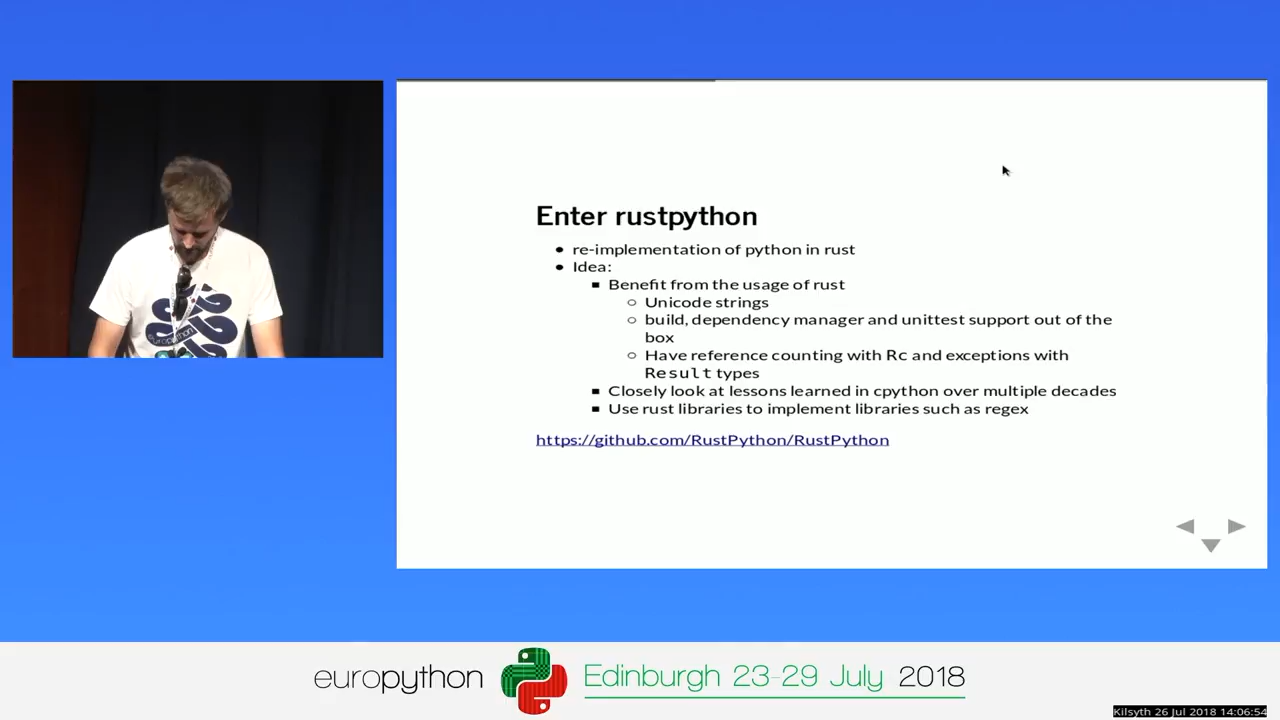 Enter rustpython
re-implementation of python in rust
Idea:
Benefit from the usage of rust
Unicode strings
build, dependency manager and unittest support out of the
box
Have reference counting with Rc and exceptions with
Result types
Closely look at lessons learned in cpython over multiple decades
Use rust libraries to implement libraries such as regex
https://github.com/RustPython/RustPython
europython
europython
Edinburgh 23-29 July 2018
Kilsyth 26 Jul 2018 14:06:54